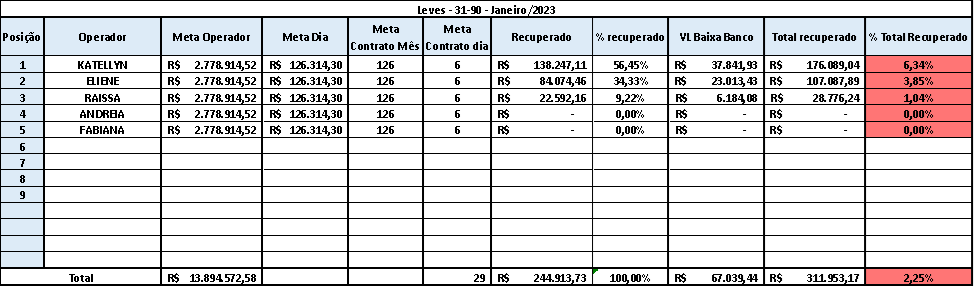 Leves - 31-90 - Janeiro/2023
Posição Operador Meta Operador Meta Dia Meta Contrato Mês Meta Contrato dia Recuperado % recuperado VL Baixa Banco Total recuperado % Total Recuperado
1 KATELLYN R$ 2.778.914,52 R$ 126.314,30 126 6 R$ 138.247,11 56,45% R$ 37.841,93 R$ 176.089,04 6,34%
2 ELIENE R$ 2.778.914,52 R$ 126.314,30 126 6 R$ 84.074,46 34,33% R$ 23.013,43 R$ 107.087,89 3,85%
3 RAISSA R$ 2.778.914,52 R$ 126.314,30 126 6 R$ 22.592,16 9,22% R$ 6.184,08 R$ 28.776,24 1,04%
4 ANDREIA R$ 2.778.914,52 R$ 126.314,30 126 6 R$ - 0,00% R$ - R$ - 0,00%
5 FABIANA R$ 2.778.914,52 R$ 126.314,30 126 6 R$ - 0,00% R$ - R$ - 0,00%
6
7
8
9
Total R$ 13.894.572,58 29 R$ 244.913,73 100,00% R$ 67.039,44 R$ 311.953,17 2,25%